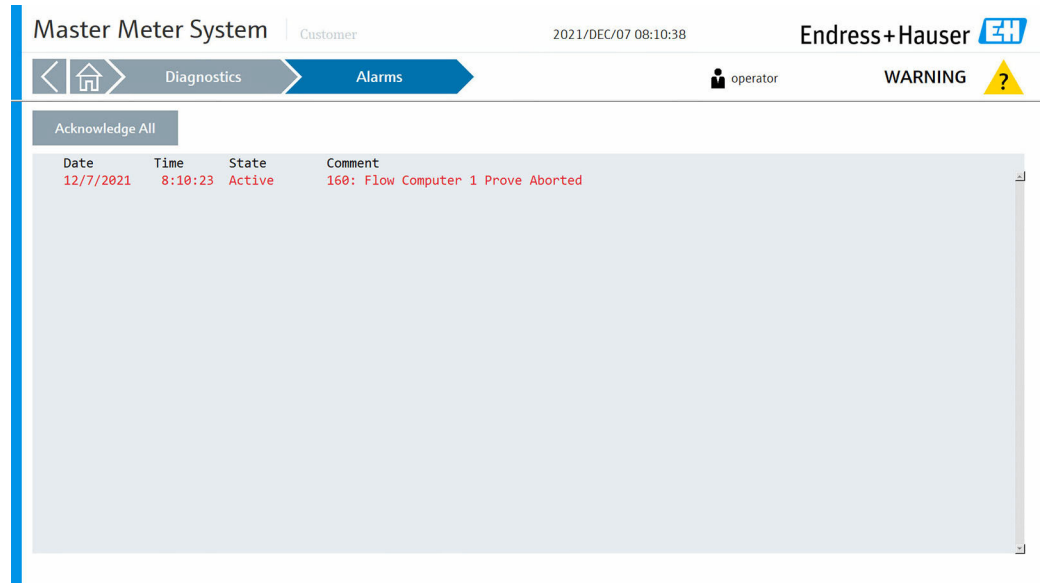 Master Meter System Customer 2021/DEC/07 08:10:38 Endress+Hauser EH
Diagnostics Alarms operator WARNING ?
Acknowledge All
Date Time State Comment
12/7/2021 8:10:23 Active 160: Flow Computer 1 Prove Aborted